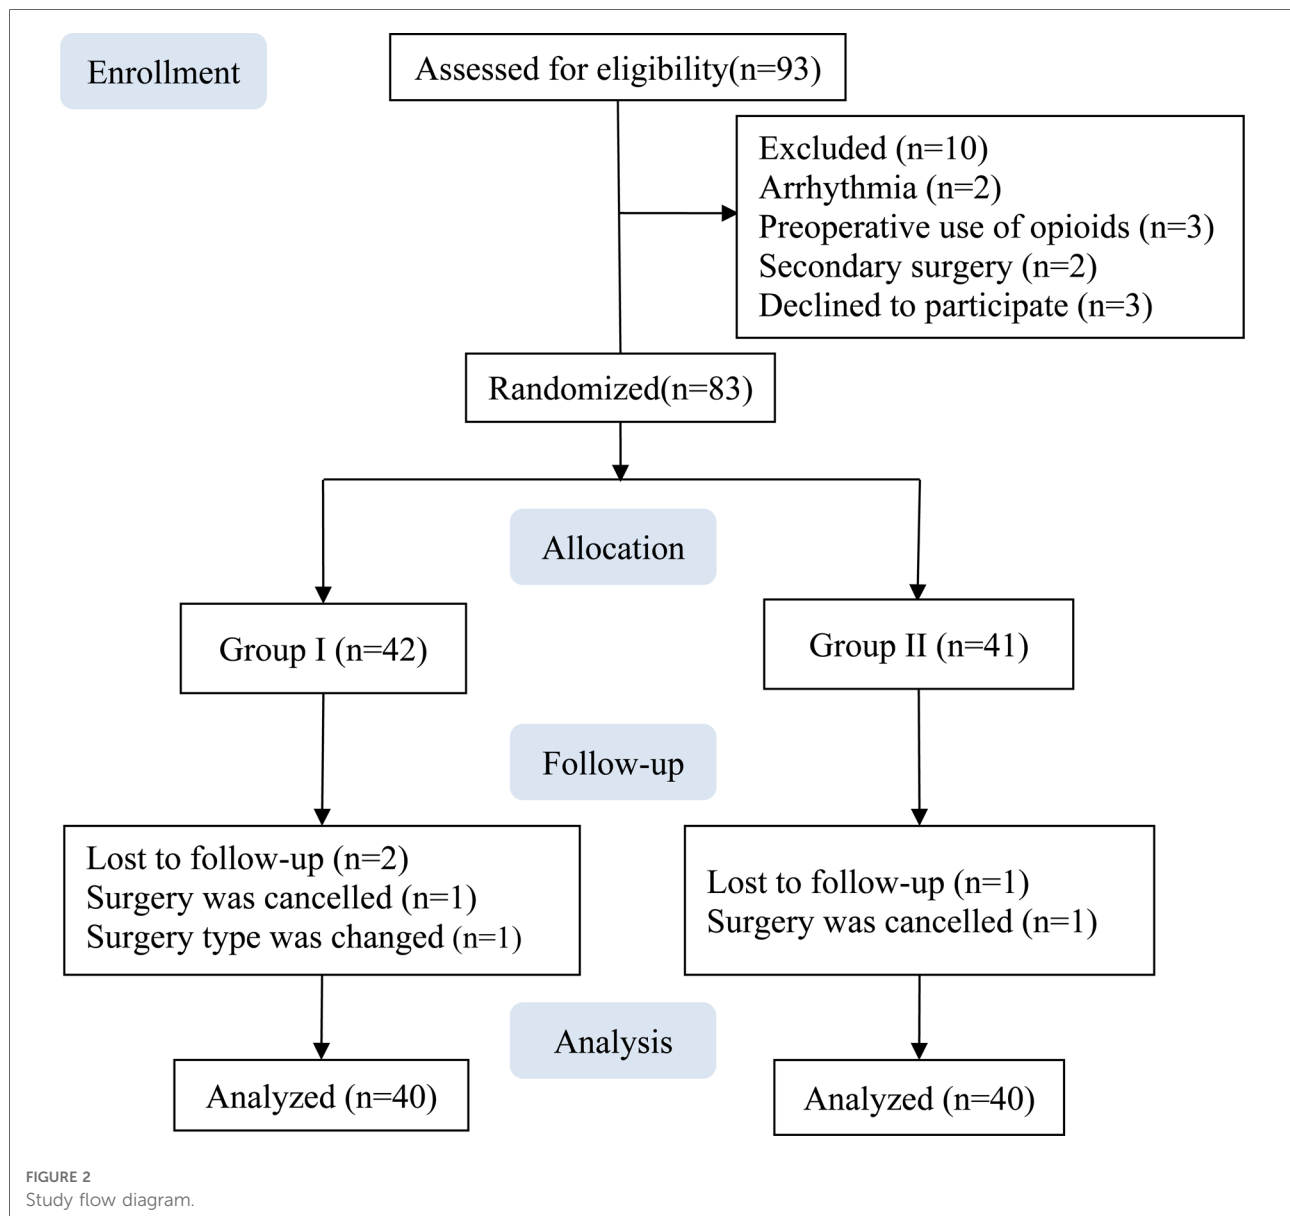 Enrollment
Assessed for eligibility(n=93)
Excluded (n=10)
Arrhythmia (n=2)
Preoperative use of opioids (n=3)
Secondary surgery (n=2)
Declined to participate (n=3)
Randomized(n=83)
Allocation
Group I (n=42)
Group II (n=41)
Follow-up
Lost to follow-up (n=2)
Surgery was cancelled (n=1)
Surgery type was changed (n=1)
Lost to follow-up (n=1)
Surgery was cancelled (n=1)
Analysis
Analyzed (n=40)
Analyzed (n=40)
FIGURE 2
Study flow diagram.